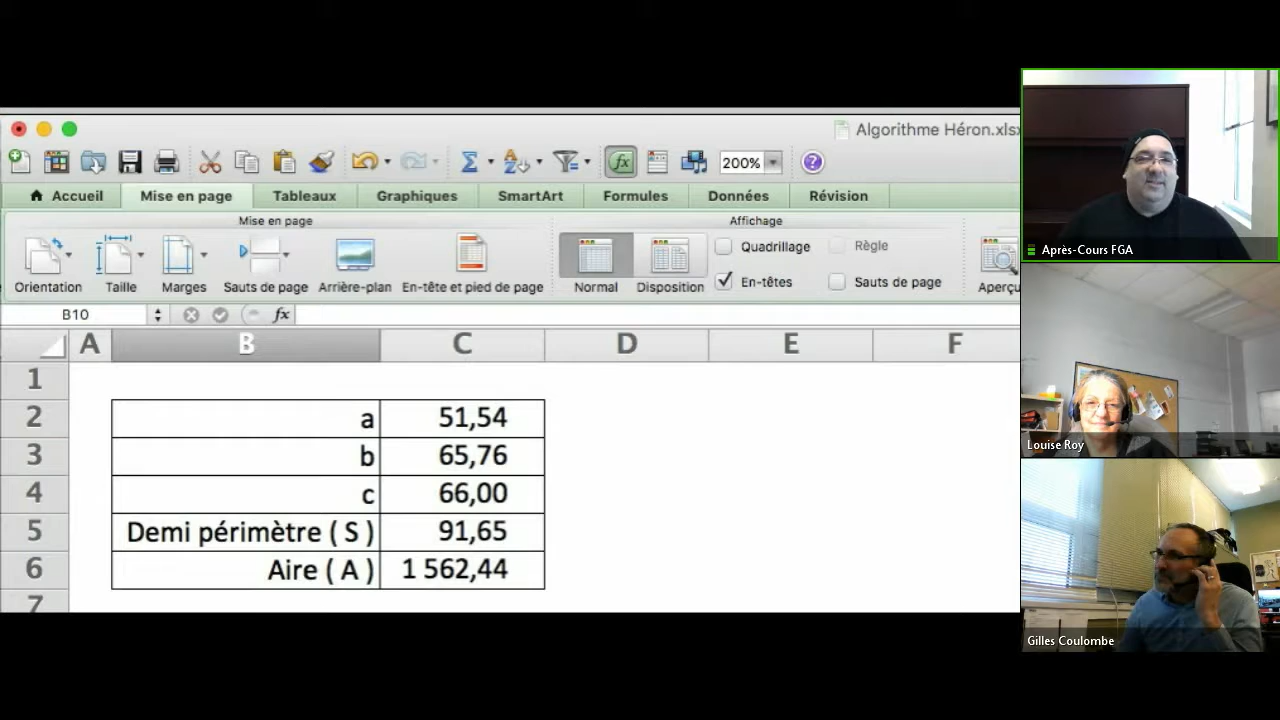 Algorithme Héron.xlsx
200%
Accueil Mise en page Tableaux Graphiques SmartArt Formules Données Révision
Mise en page Affichage
Quadrillage Règle
En-têtes Sauts de page
Orientation Taille Marges Sauts de page Arrière-plan En-tête et pied de page Normal Disposition Aperçu
B10 fx
A B C D E F
1
2 a 51,54
3 b 65,76
4 c 66,00
5 Demi périmètre ( S ) 91,65
6 Aire ( A ) 1 562,44
7
Après-Cours FGA
Louise Roy
Gilles Coulombe